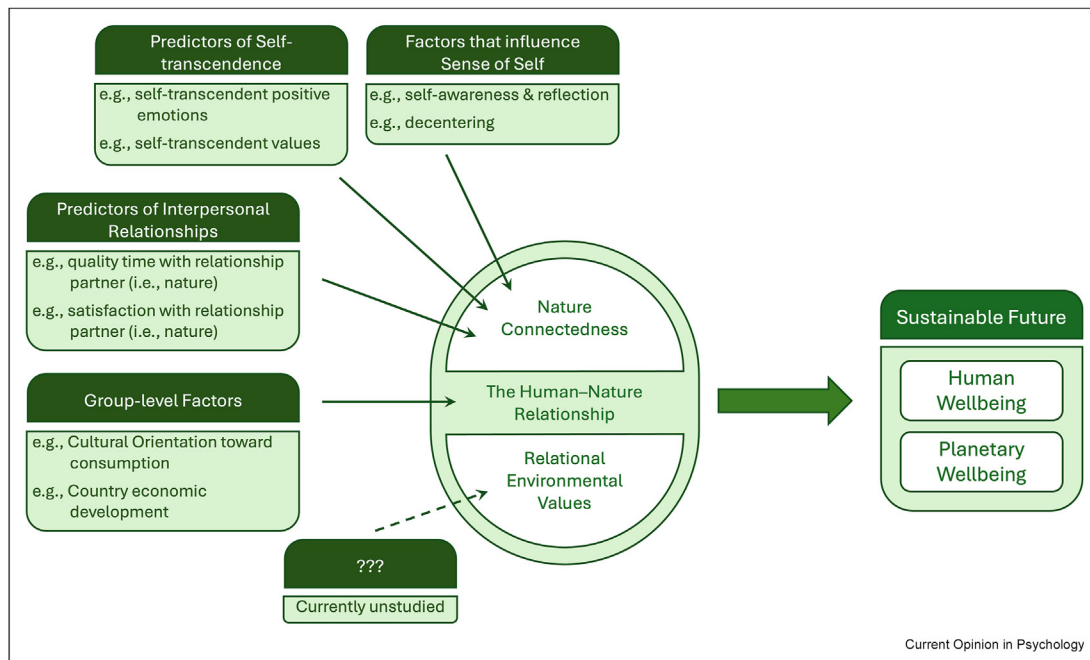 Predictors of Self-
transcendence
e.g., self-transcendent positive
emotions
e.g., self-transcendent values
Factors that influence
Sense of Self
e.g., self-awareness & reflection
e.g., decentering
Predictors of Interpersonal
Relationships
e.g., quality time with relationship
partner (i.e., nature)
e.g., satisfaction with relationship
partner (i.e., nature)
Group-level Factors
e.g., Cultural Orientation toward
consumption
e.g., Country economic
development
???
Currently unstudied
Nature
Connectedness
The Human–Nature
Relationship
Relational
Environmental
Values
Sustainable Future
Human
Wellbeing
Planetary
Wellbeing
Current Opinion in Psychology